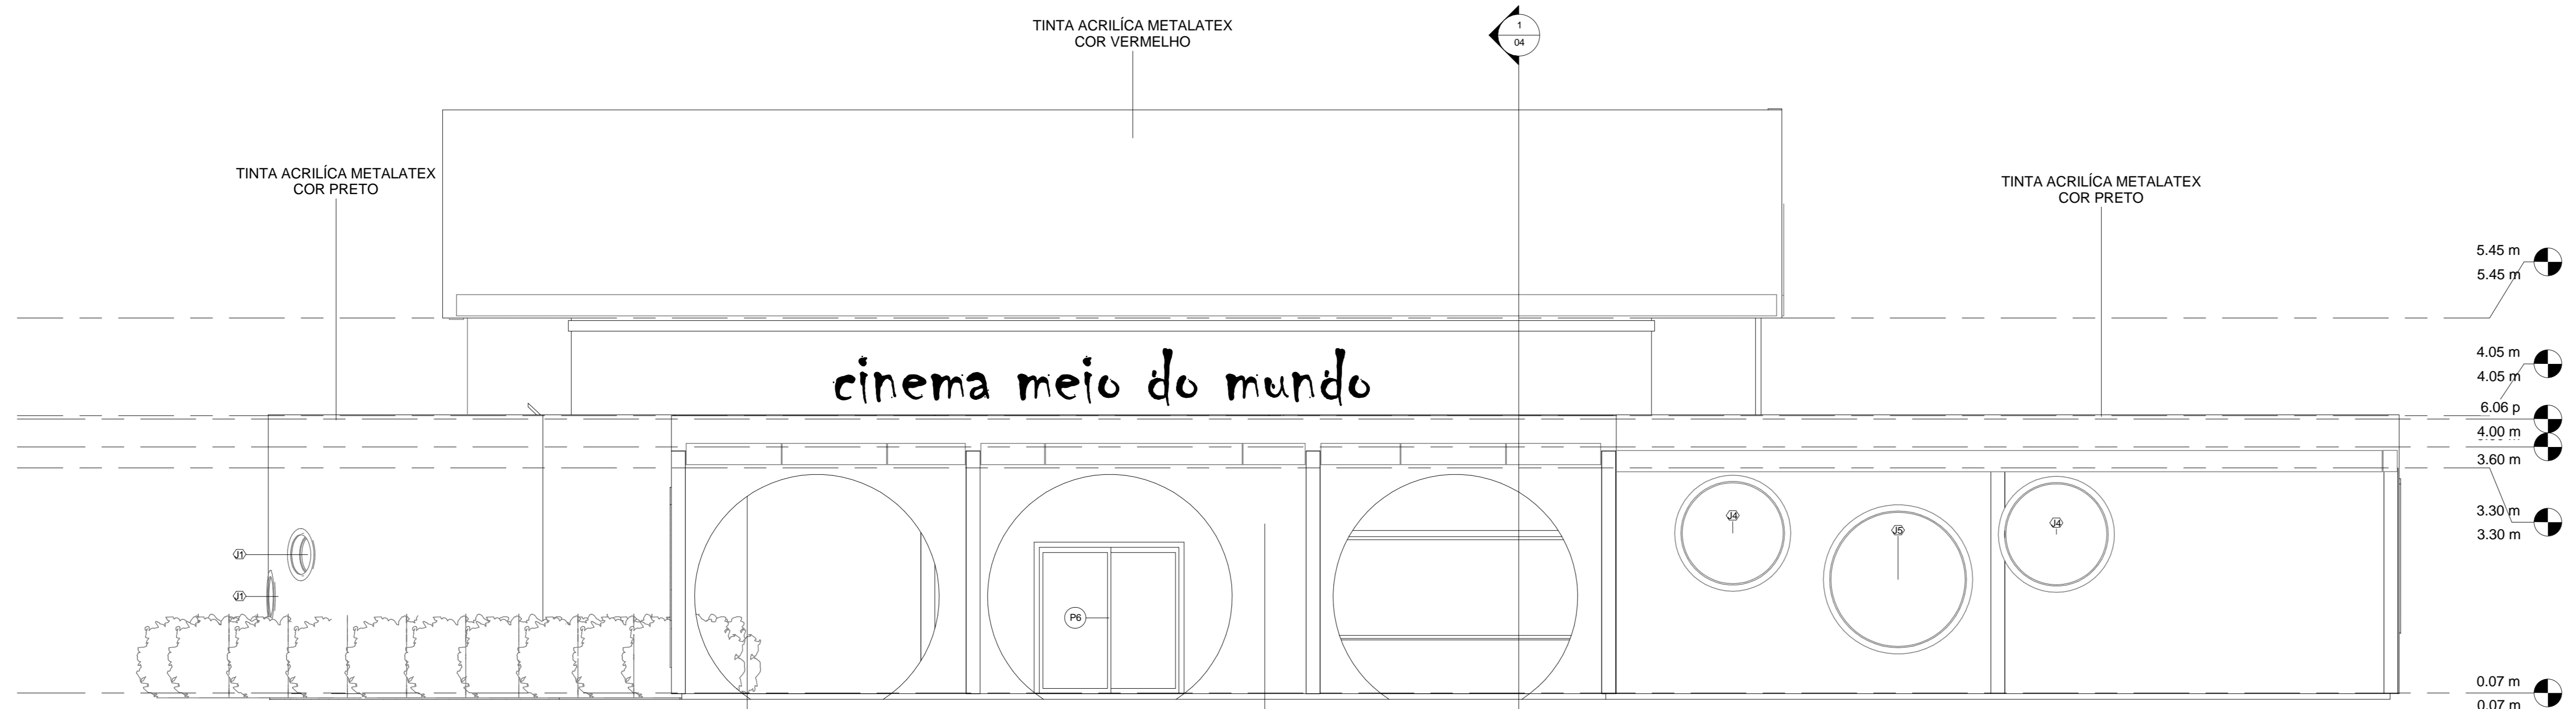 TINTA ACRILÍCA METALATEX
COR VERMELHO
1
04
TINTA ACRILÍCA METALATEX
COR PRETO
TINTA ACRILÍCA METALATEX
COR PRETO
5.45 m
5.45 m
cinema meio do mundo
4.05 m
4.05 m
6.06 p
4.00 m
3.60 m
J4
J5
J4
3.30 m
3.30 m
J1
J1
P6
0.07 m
0.07 m